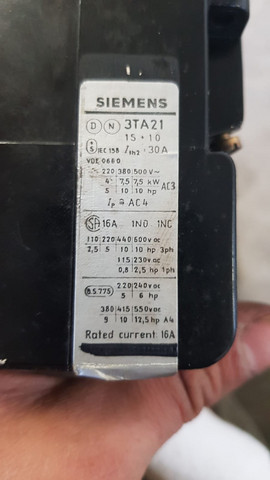 SIEMENS
D N 3TA21
15 + 10
S IEC 158 Ith2 · 30A
VDE 0660
220 380 500 V~
4 7,5 7,5 kW AC3
5 10 10 hp
AC4
SA 16A 1NO 1NC
110 220 440 600 vac
2,5 5 10 10 hp 3ph
115 230 vac
0,8 2,5 hp 1ph
B.S.775 220 240 vac
5 6 hp
380 415 550 vac
9 10 12,5 hp A4
Rated current 16A